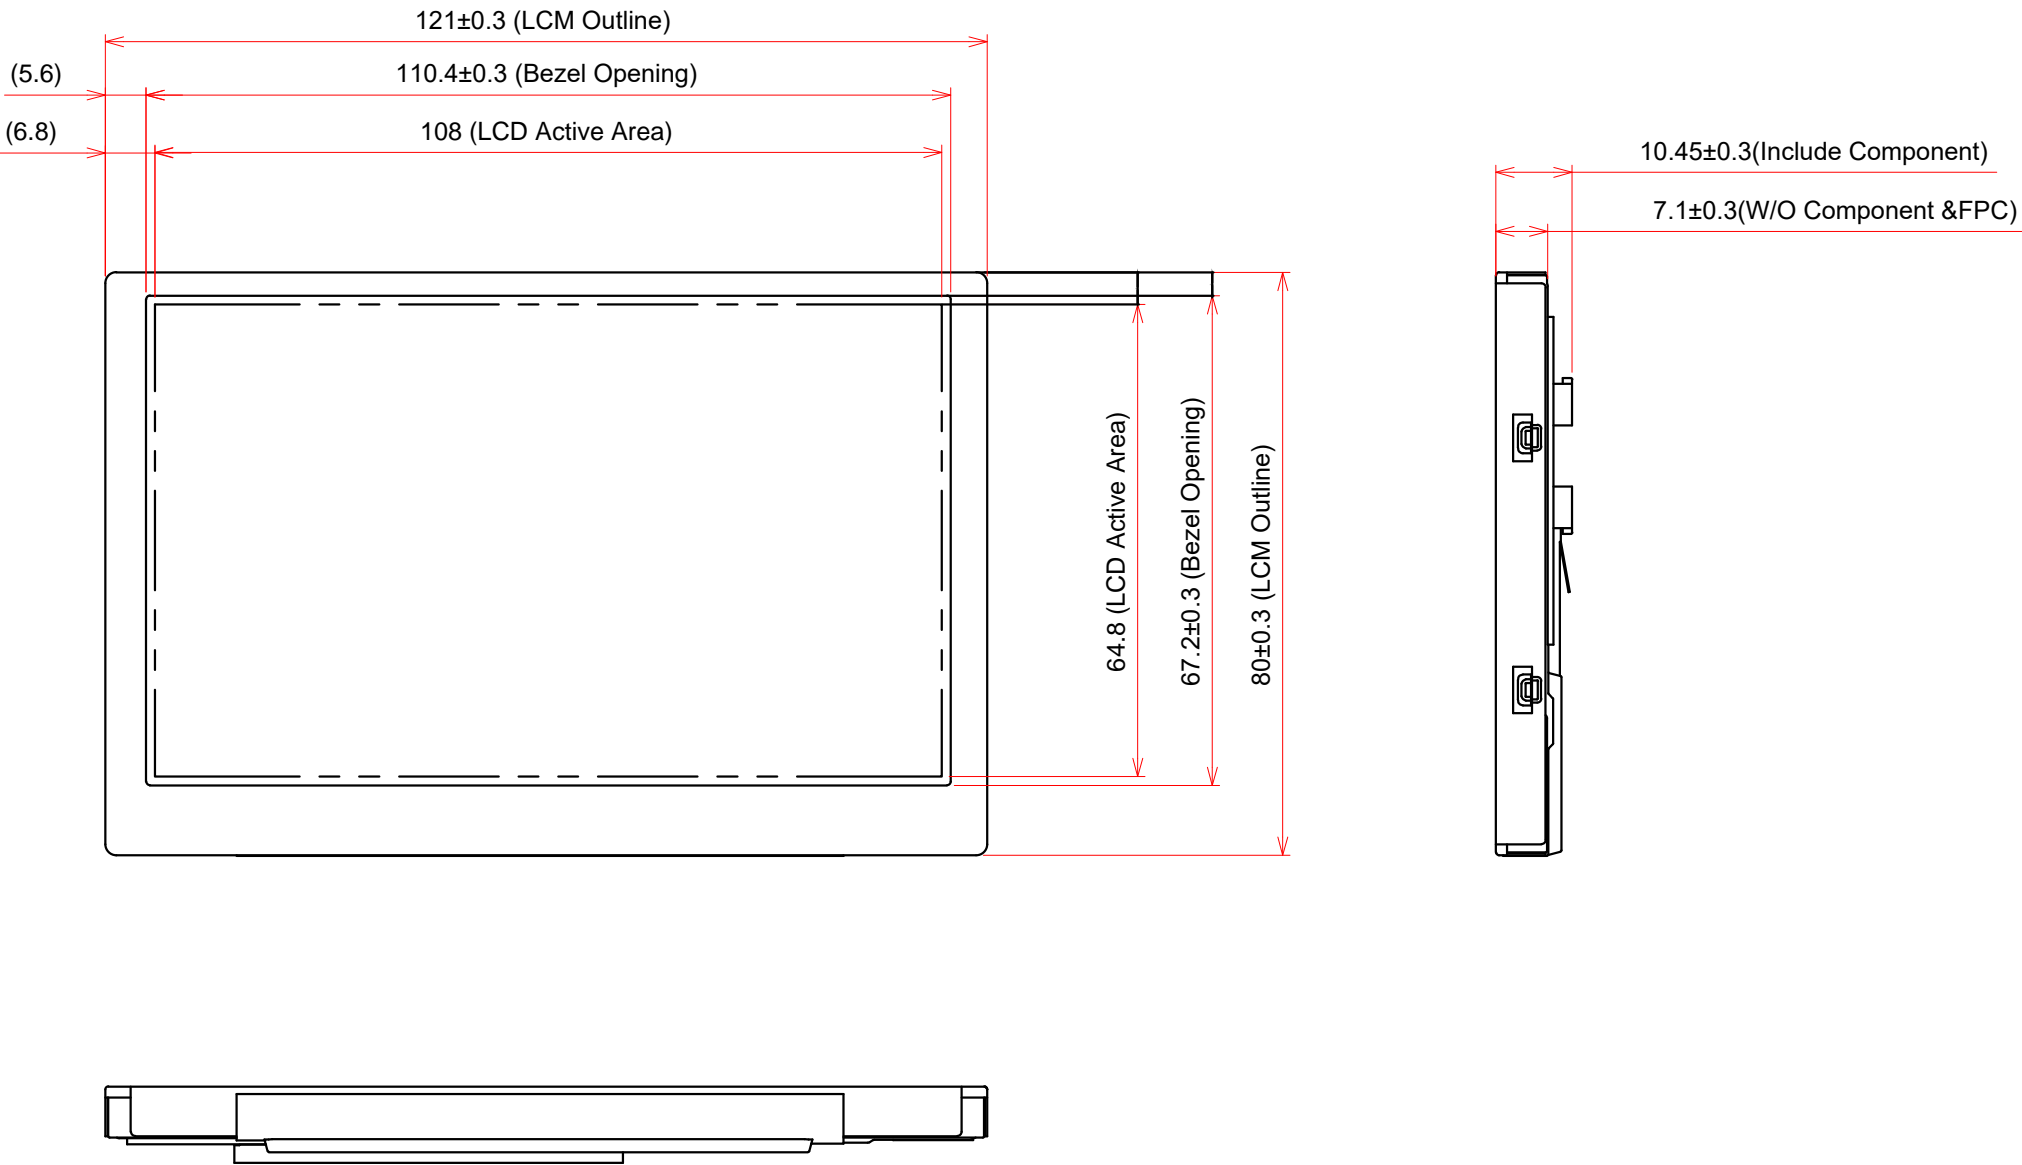 121±0.3 (LCM Outline)
(5.6)
110.4±0.3 (Bezel Opening)
(6.8)
108 (LCD Active Area)
10.45±0.3(Include Component)
7.1±0.3(W/O Component &FPC)
64.8 (LCD Active Area)
67.2±0.3 (Bezel Opening)
80±0.3 (LCM Outline)